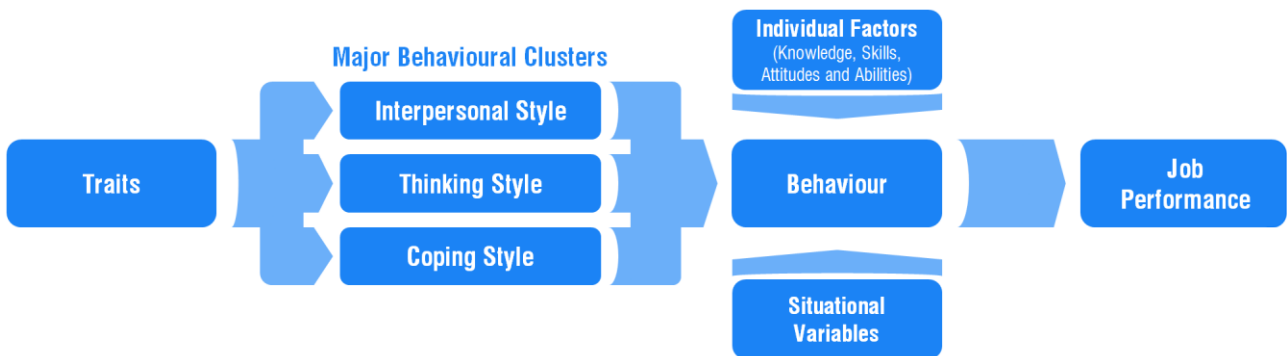 Traits
Major Behavioural Clusters
Interpersonal Style
Thinking Style
Coping Style
Individual Factors
(Knowledge, Skills,
Attitudes and Abilities)
Behaviour
Situational
Variables
Job
Performance